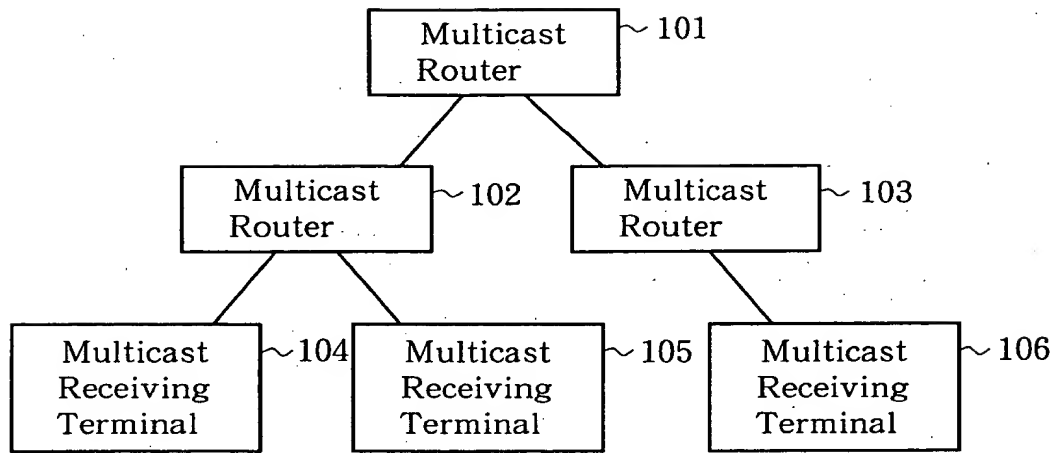 Multicast
Router
101
Multicast
Router
102
Multicast
Router
103
Multicast
Receiving
Terminal
104
Multicast
Receiving
Terminal
105
Multicast
Receiving
Terminal
106